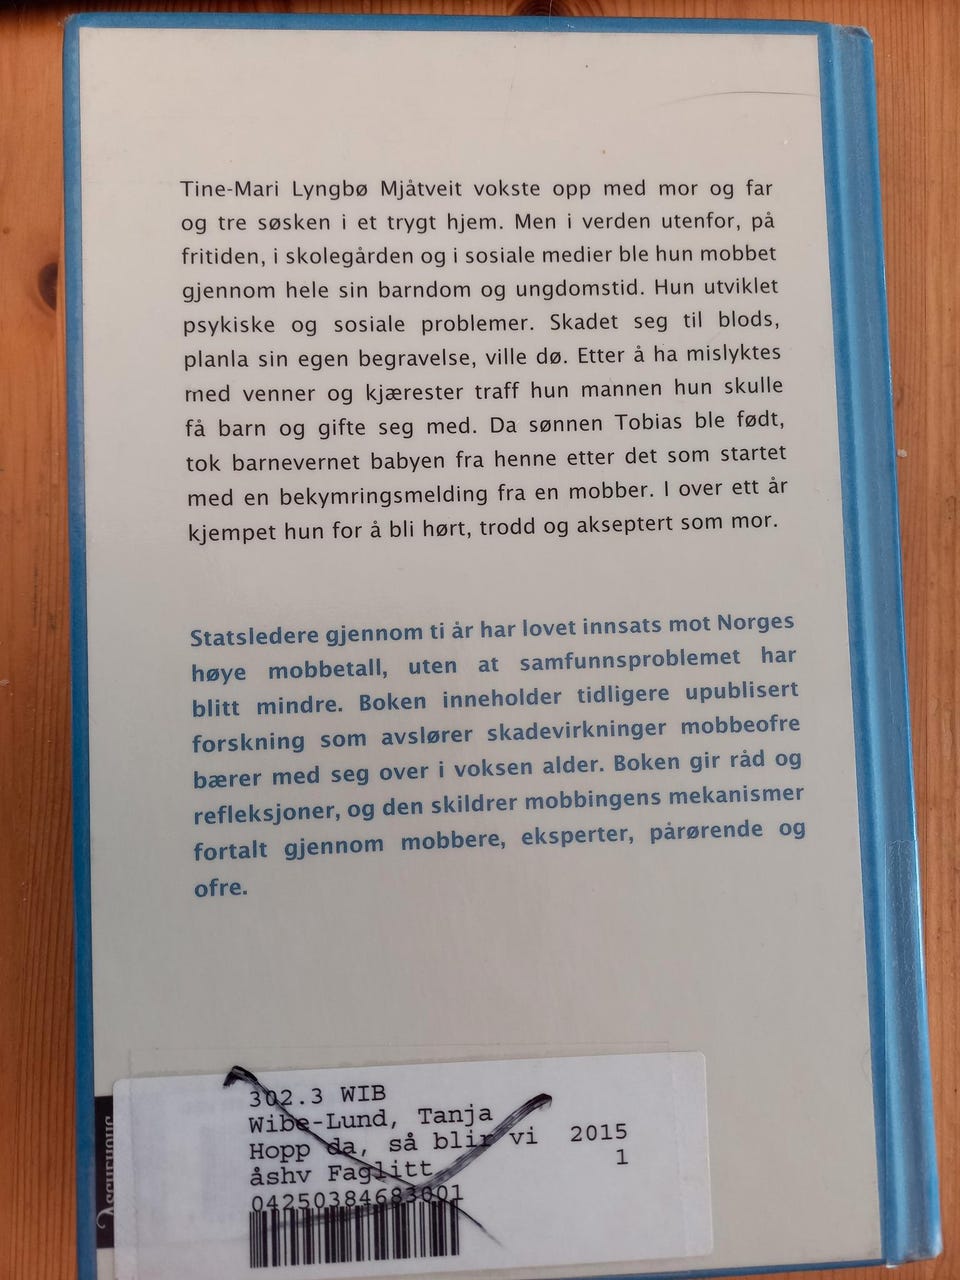 Tine-Mari Lyngbø Mjåtveit vokste opp med mor og far
og tre søsken i et trygt hjem. Men i verden utenfor, på
fritiden, i skolegården og i sosiale medier ble hun mobbet
gjennom hele sin barndom og ungdomstid. Hun utviklet
psykiske og sosiale problemer. Skadet seg til blods,
planla sin egen begravelse, ville dø. Etter å ha mislyktes
med venner og kjærester traff hun mannen hun skulle
få barn og gifte seg med. Da sønnen Tobias ble født,
tok barnevernet babyen fra henne etter det som startet
med en bekymringsmelding fra en mobber. I over ett år
kjempet hun for å bli hørt, trodd og akseptert som mor.
Statsledere gjennom ti år har lovet innsats mot Norges
høye mobbetall, uten at samfunnsproblemet har
blitt mindre. Boken inneholder tidligere upublisert
forskning som avslører skadevirkninger mobbeofre
bærer med seg over i voksen alder. Boken gir råd og
refleksjoner, og den skildrer mobbingens mekanismer
fortalt gjennom mobbere, eksperter, pårørende og
ofre.
302.3 WIB
Wibe-Lund, Tanja
Hopp da, så blir vi 2015
åshv Faglitt 1
04250384683001
ASCHEHOUG